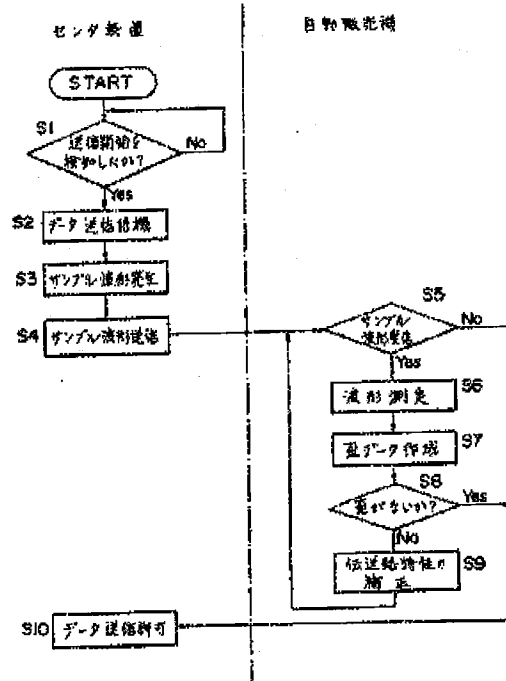 センタ装置
自動販売機
START
S1
送信開始を
検知したか?
No
Yes
S2
データ送信待機
S3
サンプル波形発生
S4
サンプル波形送信
S5
サンプル
波形受信
No
Yes
S6
波形測定
S7
歪データ作成
S8
歪がないか?
Yes
No
S9
伝送路特性の
補正
S10
データ送信許可